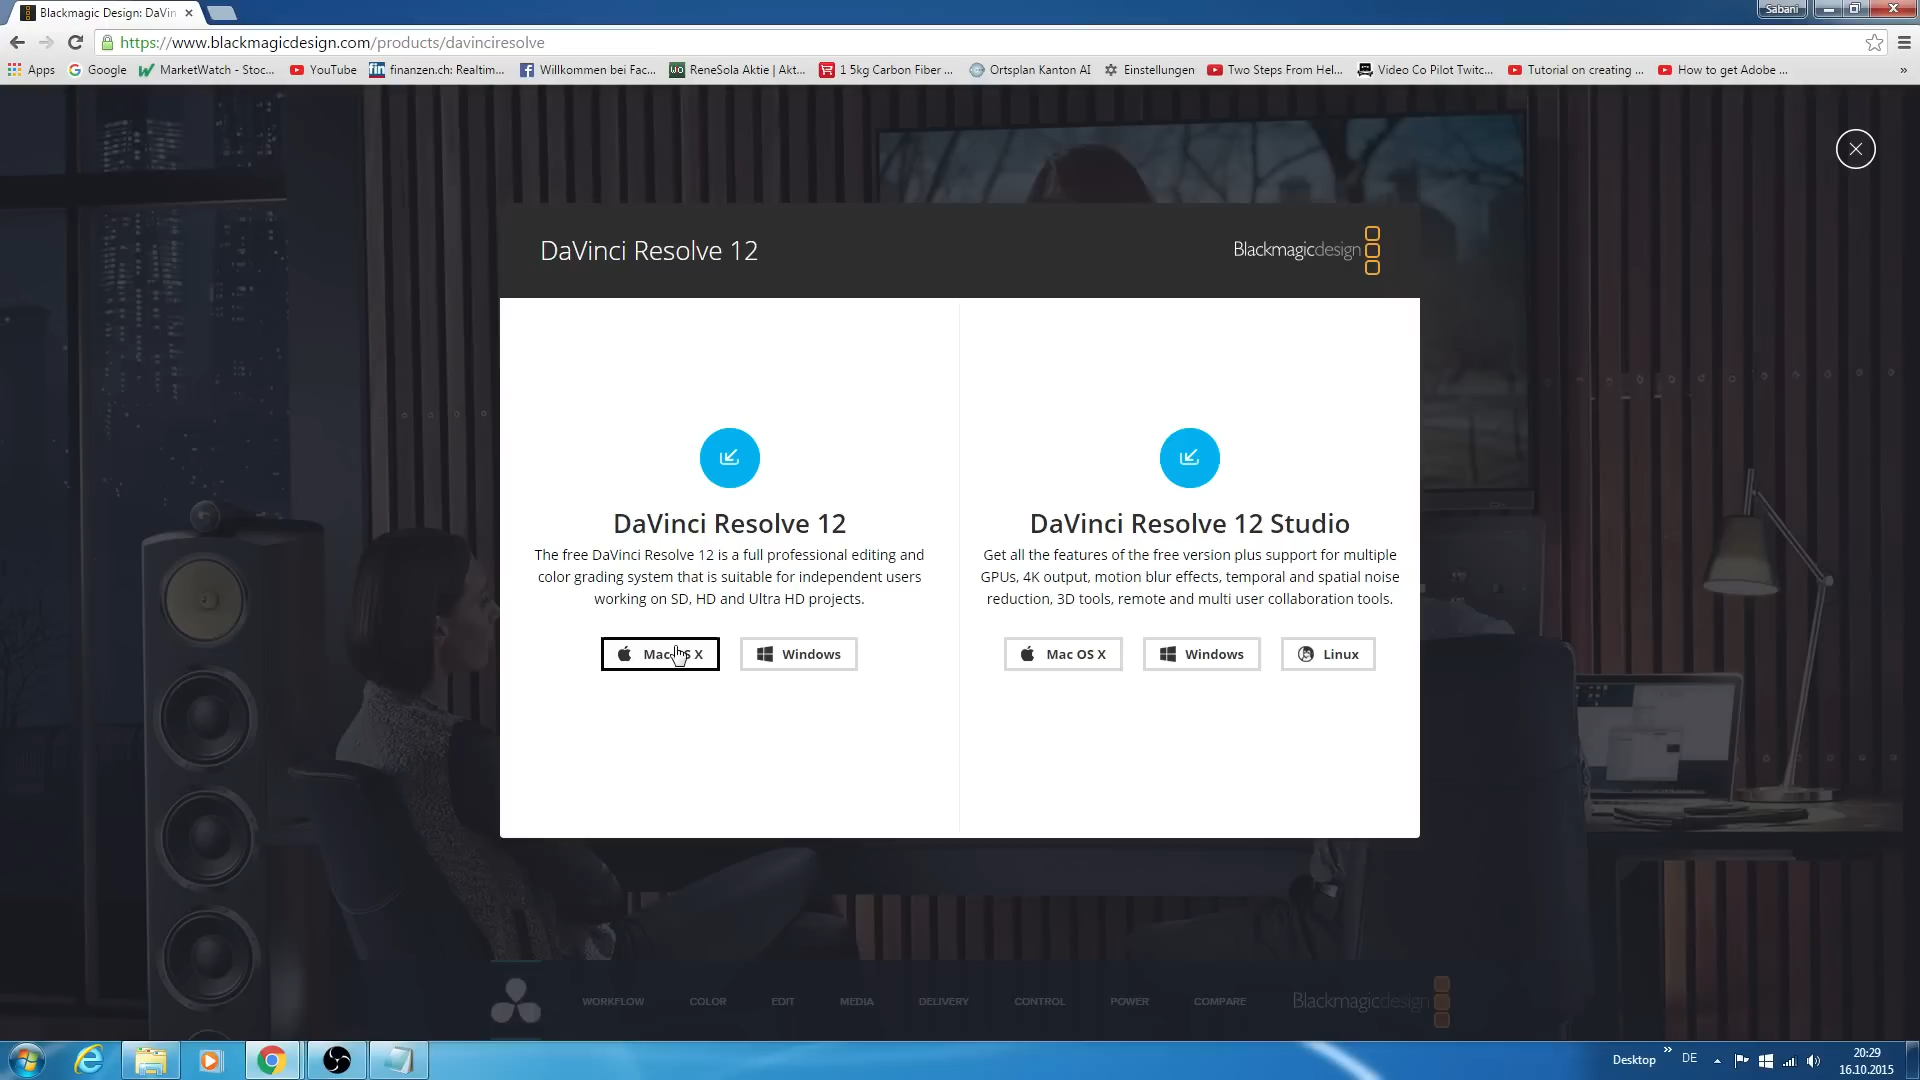 Blackmagic Design: DaVin
Sabani
https://www.blackmagicdesign.com/products/davinciresolve
Apps Google MarketWatch - Stoc... YouTube finanzen.ch: Realtim... Willkommen bei Fac... ReneSola Aktie | Akt... 1 5kg Carbon Fiber ... Ortsplan Kanton AI Einstellungen Two Steps From Hel... Video Co Pilot Twitc... Tutorial on creating ... How to get Adobe ... »
DaVinci Resolve 12
Blackmagicdesign
DaVinci Resolve 12
The free DaVinci Resolve 12 is a full professional editing and
color grading system that is suitable for independent users
working on SD, HD and Ultra HD projects.
Mac OS X Windows
DaVinci Resolve 12 Studio
Get all the features of the free version plus support for multiple
GPUs, 4K output, motion blur effects, temporal and spatial noise
reduction, 3D tools, remote and multi user collaboration tools.
Mac OS X Windows Linux
WORKFLOW COLOR EDIT MEDIA DELIVERY CONTROL POWER COMPARE Blackmagicdesign
Desktop » DE
20:29
16.10.2015